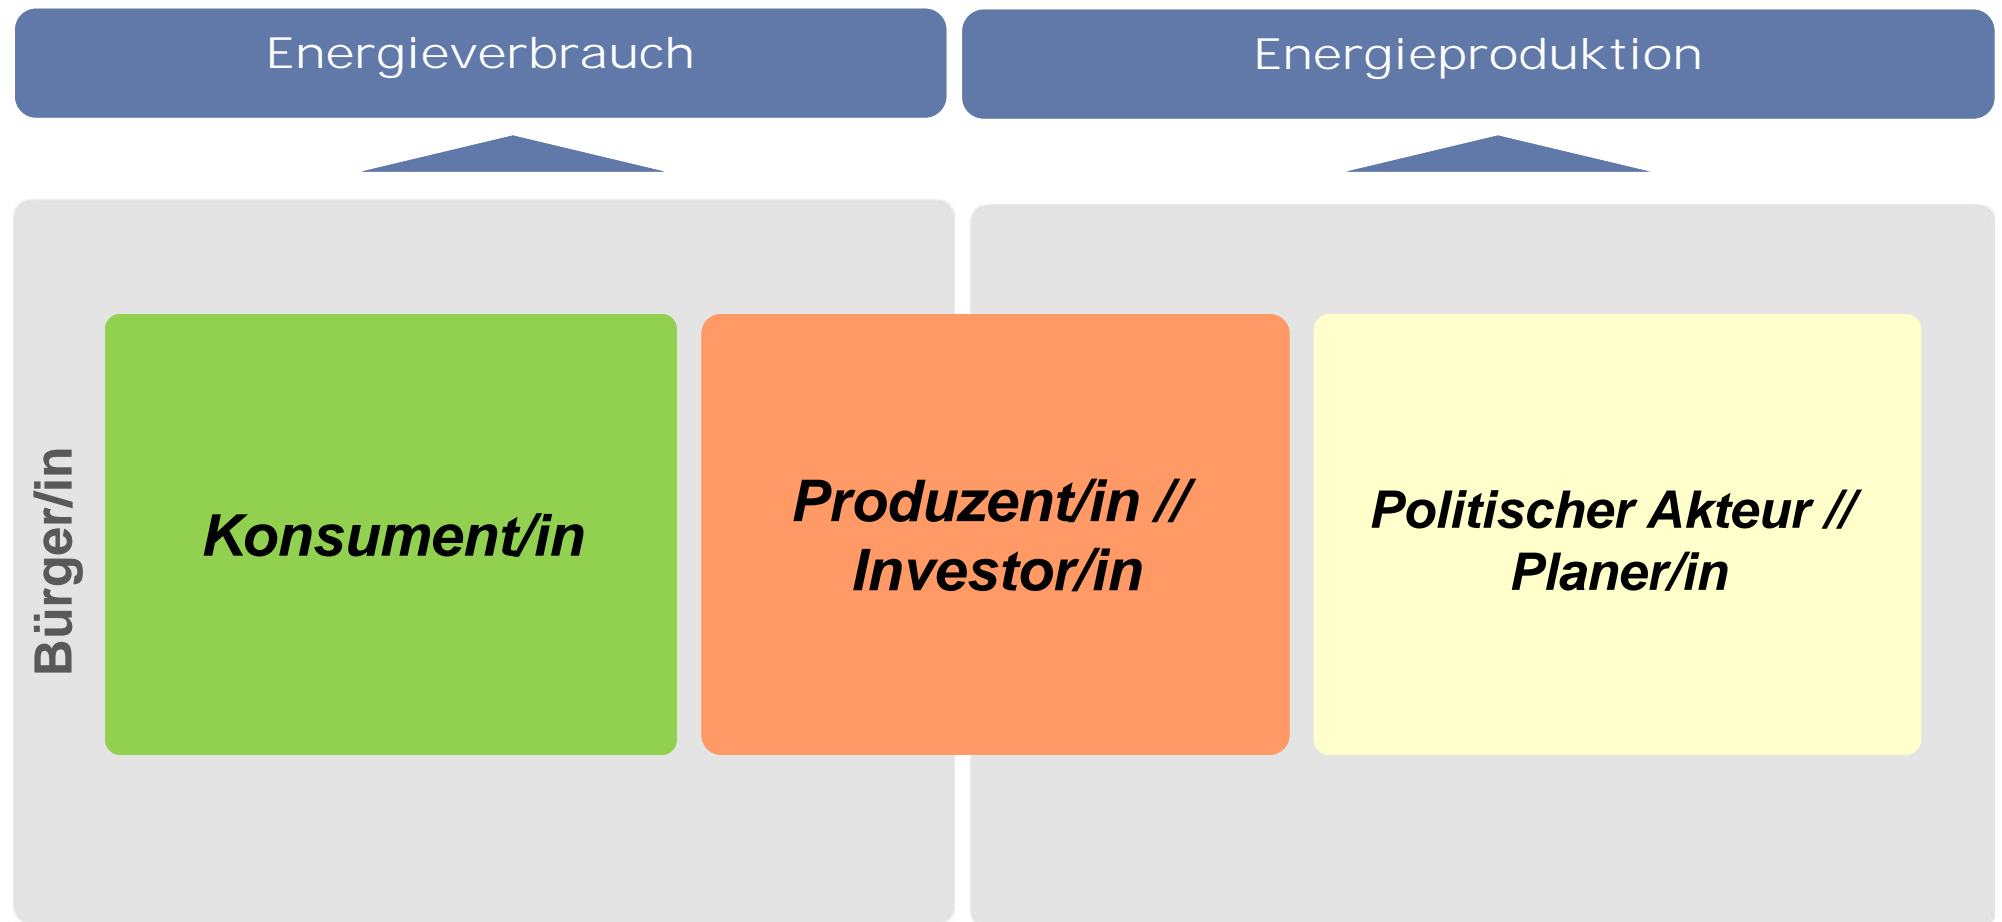 Energieverbrauch
Energieproduktion
Bürger/in
Konsument/in
Produzent/in //
Investor/in
Politischer Akteur //
Planer/in